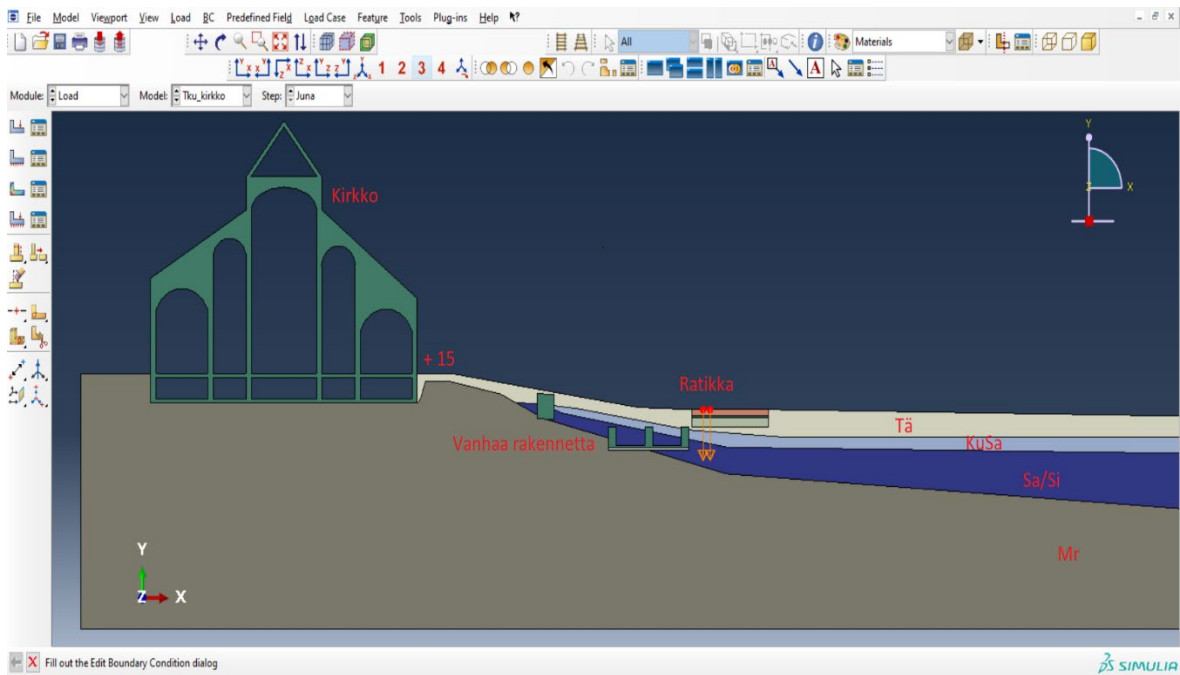 File Model Viewport View Load BC Predefined Field Load Case Feature Tools Plug-ins Help
All Materials
1 2 3 4
Module: Load Model: Tku_kirkko Step: Juna
Y
Z X
Kirkko
+ 15
Ratikka
Tä
Vanhaa rakennetta
KuSa
Sa/Si
Mr
Y
Z X
Fill out the Edit Boundary Condition dialog
SIMULIA